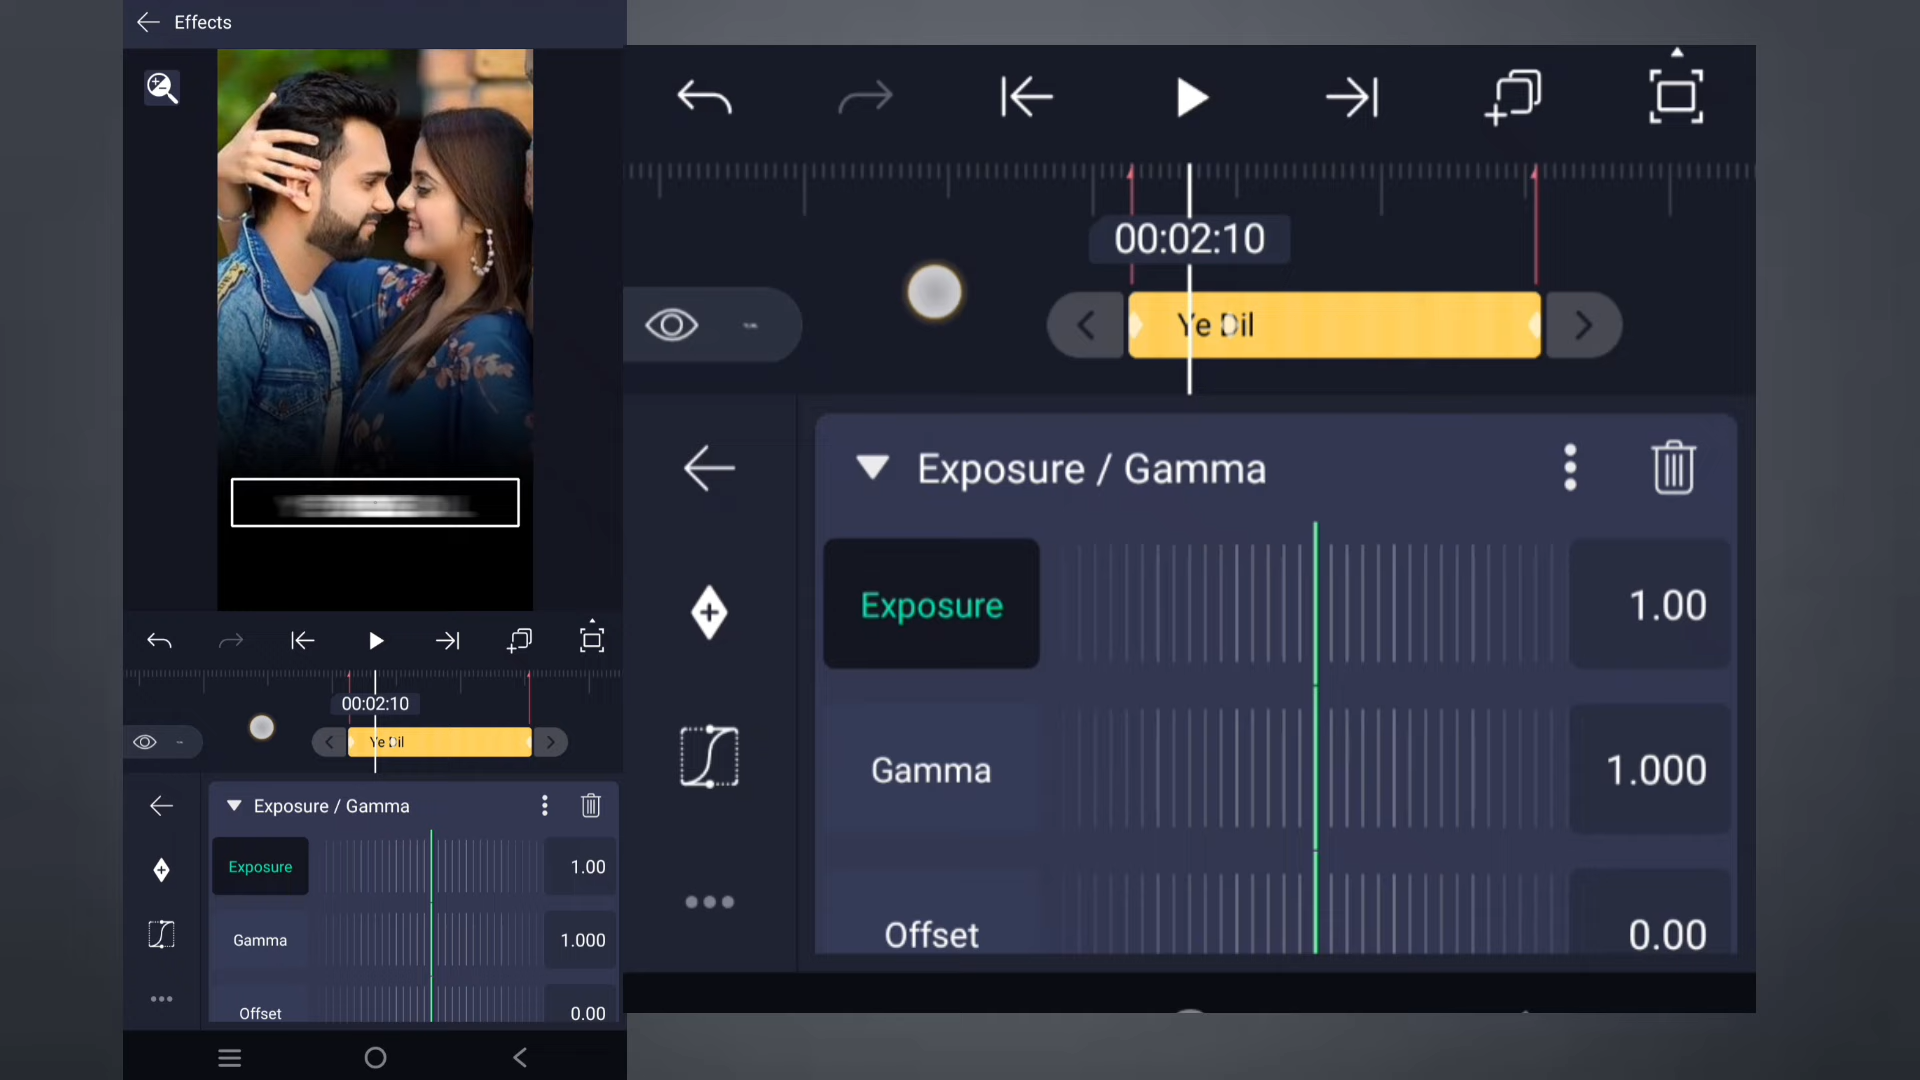 Effects
00:02:10
Ye Dil
Exposure / Gamma
Exposure
1.00
Gamma
1.000
Offset
0.00
00:02:10
Ye Dil
Exposure / Gamma
Exposure
1.00
Gamma
1.000
Offset
0.00